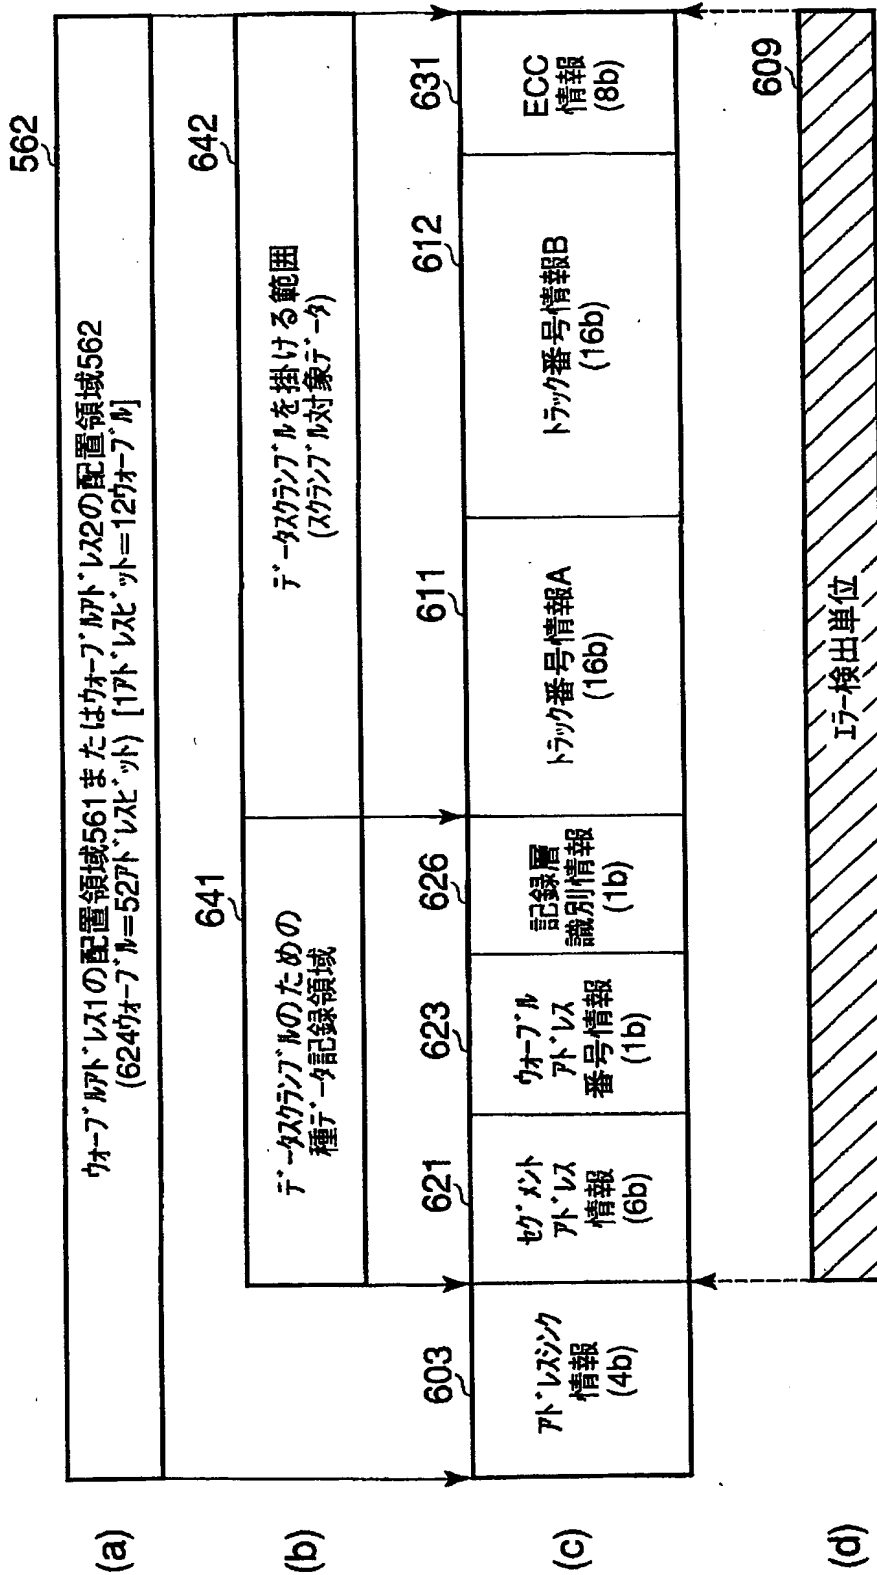 (a)
562
ウォーブルアドレス1の配置領域561またはウォーブルアドレス2の配置領域562
(624ウォーブル=52アドレスビット) [1アドレスビット=12ウォーブル]
(b)
641
データスクランブルのための
種データ記録領域
642
データスクランブルを掛ける範囲
(スクランブル対象データ)
(c)
603
アドレスシンク
情報
(4b)
621
セグメント
アドレス
情報
(6b)
623
ウォーブル
アドレス
番号情報
(1b)
626
記録層
識別情報
(1b)
611
トラック番号情報A
(16b)
612
トラック番号情報B
(16b)
631
ECC
情報
(8b)
(d)
609
エラー検出単位